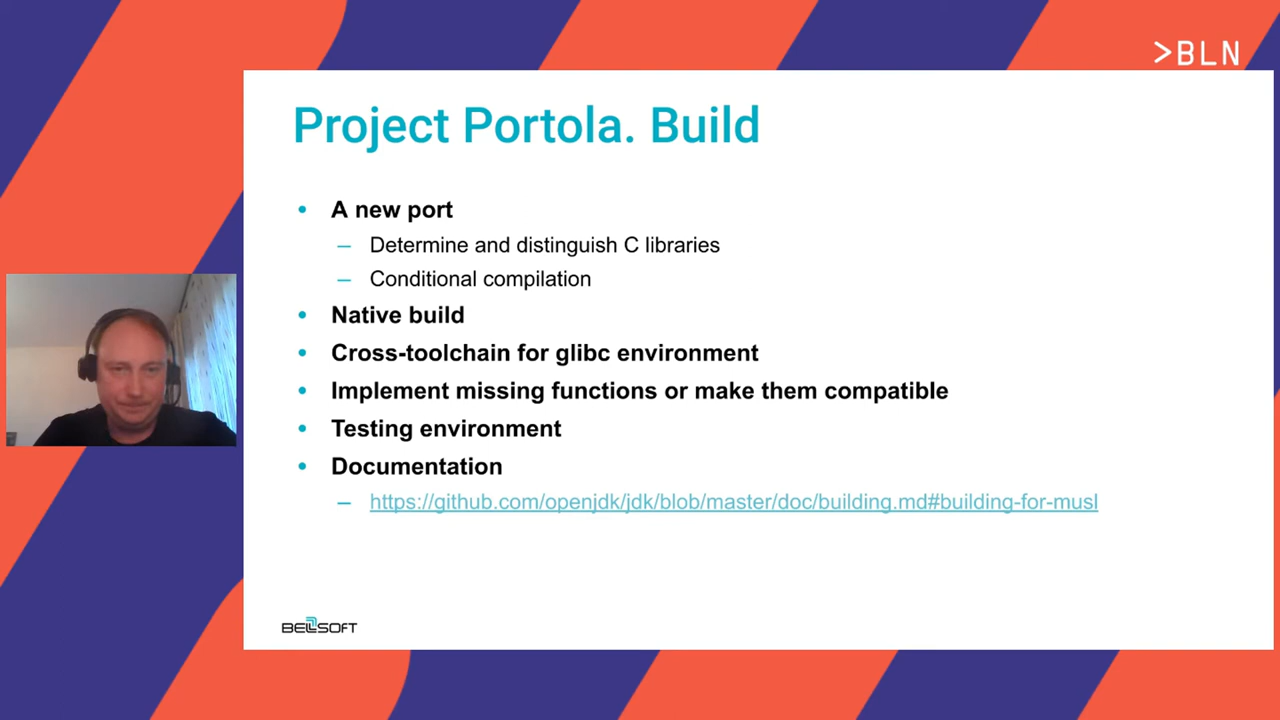 >BLN
Project Portola. Build
• A new port
– Determine and distinguish C libraries
– Conditional compilation
• Native build
• Cross-toolchain for glibc environment
• Implement missing functions or make them compatible
• Testing environment
• Documentation
– https://github.com/openjdk/jdk/blob/master/doc/building.md#building-for-musl
BELLSOFT